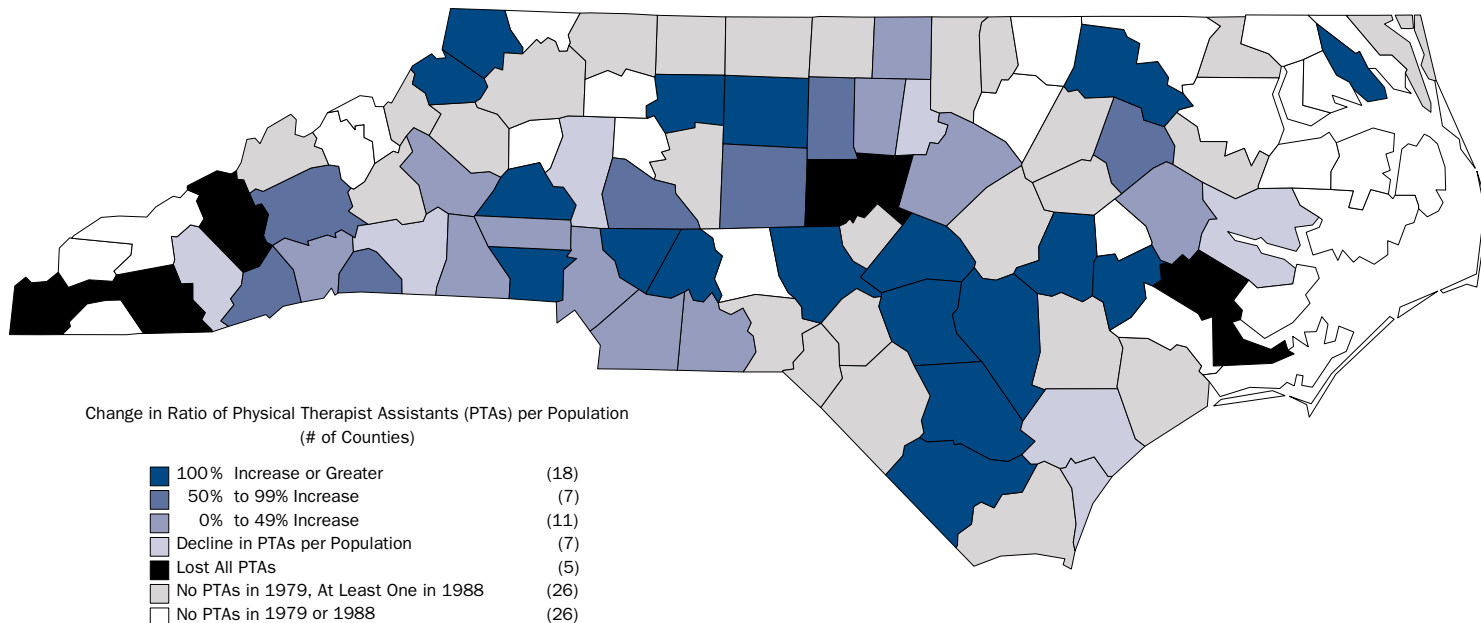 Change in Ratio of Physical Therapist Assistants (PTAs) per Population
(# of Counties)
100% Increase or Greater (18)
50% to 99% Increase (7)
0% to 49% Increase (11)
Decline in PTAs per Population (7)
Lost All PTAs (5)
No PTAs in 1979, At Least One in 1988 (26)
No PTAs in 1979 or 1988 (26)